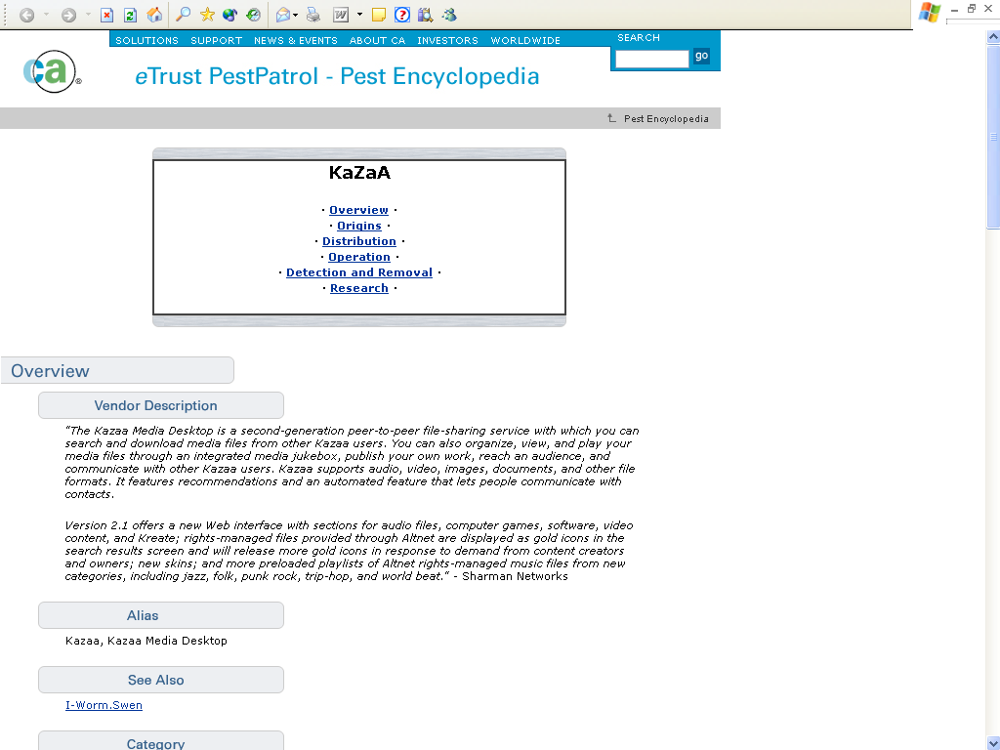 SOLUTIONS SUPPORT NEWS & EVENTS ABOUT CA INVESTORS WORLDWIDE
SEARCH
go
ca®
eTrust PestPatrol - Pest Encyclopedia
Pest Encyclopedia
KaZaA
· Overview ·
· Origins ·
· Distribution ·
· Operation ·
· Detection and Removal ·
· Research ·
Overview
Vendor Description
"The Kazaa Media Desktop is a second-generation peer-to-peer file-sharing service with which you can
search and download media files from other Kazaa users. You can also organize, view, and play your
media files through an integrated media jukebox, publish your own work, reach an audience, and
communicate with other Kazaa users. Kazaa supports audio, video, images, documents, and other file
formats. It features recommendations and an automated feature that lets people communicate with
contacts.
Version 2.1 offers a new Web interface with sections for audio files, computer games, software, video
content, and Kreate; rights-managed files provided through Altnet are displayed as gold icons in the
search results screen and will release more gold icons in response to demand from content creators
and owners; new skins; and more preloaded playlists of Altnet rights-managed music files from new
categories, including jazz, folk, punk rock, trip-hop, and world beat." - Sharman Networks
Alias
Kazaa, Kazaa Media Desktop
See Also
I-Worm.Swen
Category